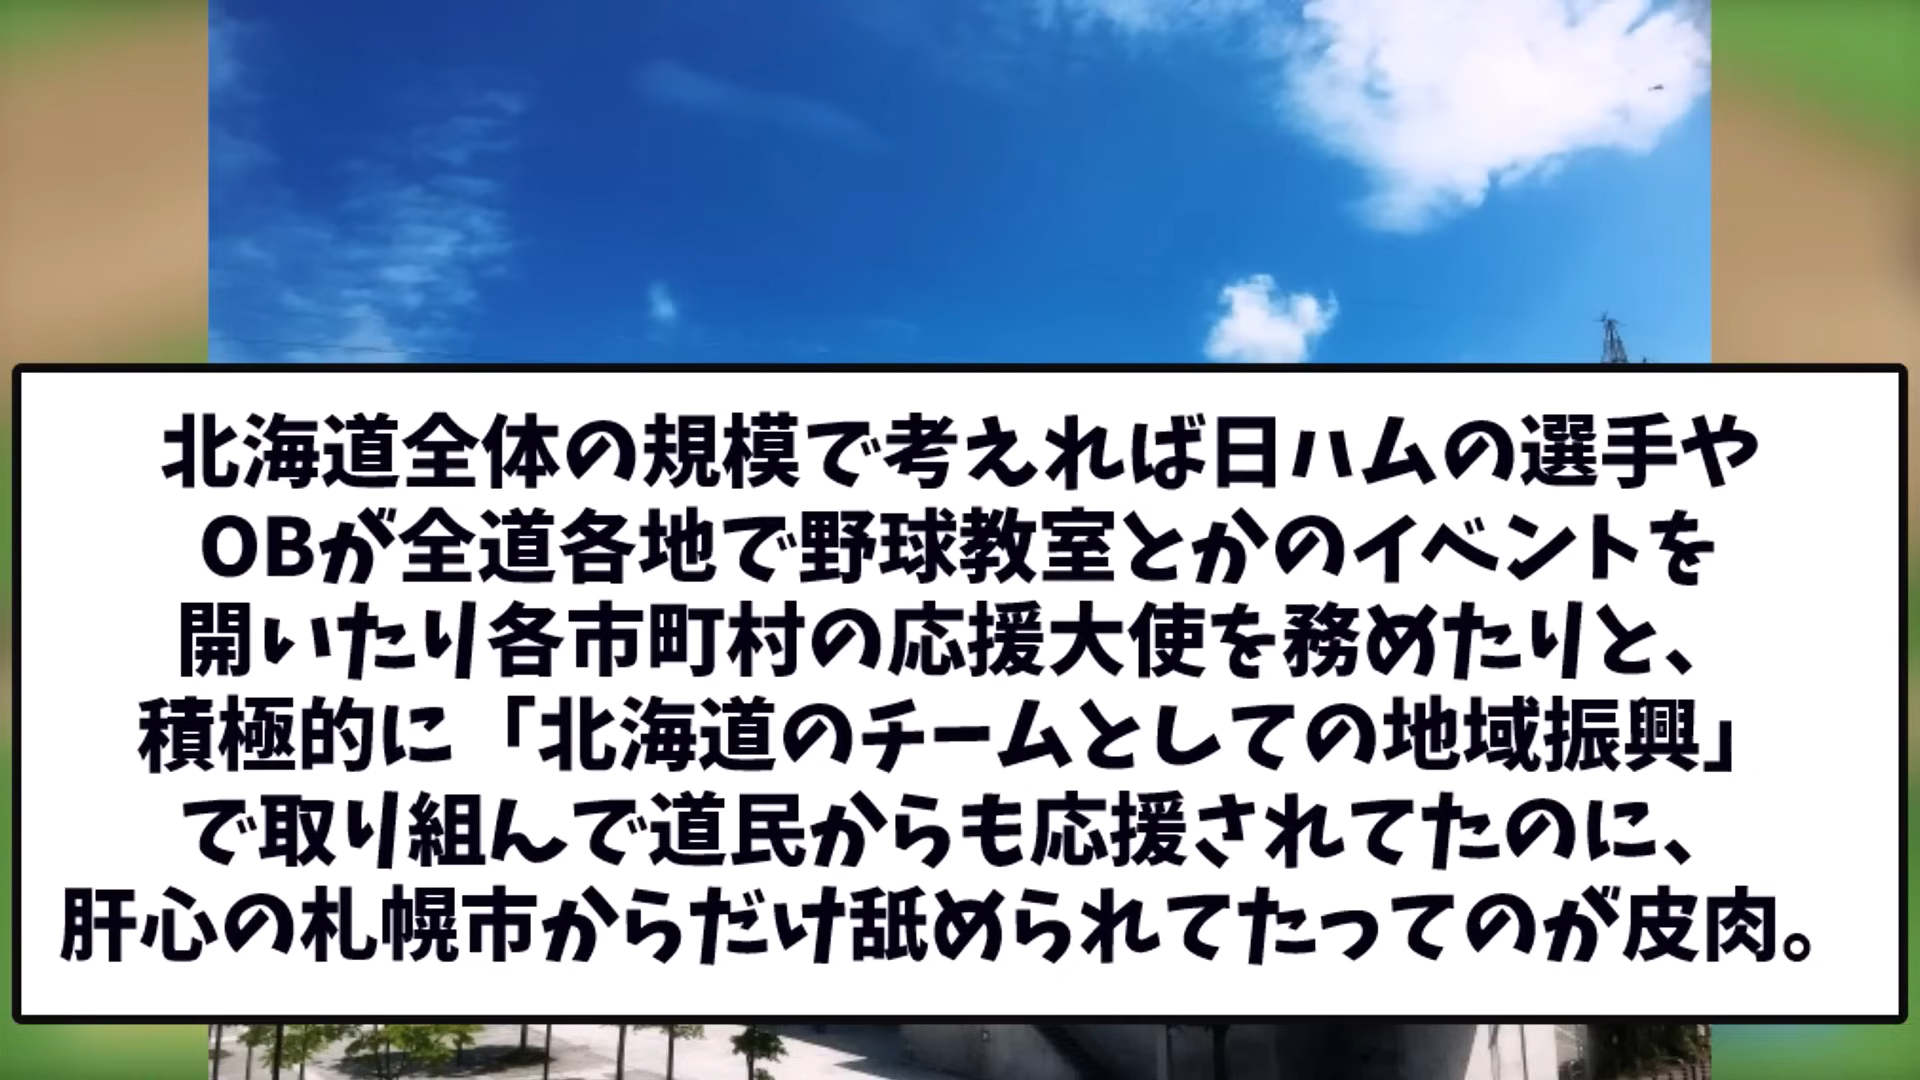 北海道全体の規模で考えれば日ハムの選手や
OBが全道各地で野球教室とかのイベントを
開いたり各市町村の応援大使を務めたりと、
積極的に「北海道のチームとしての地域振興」
で取り組んで道民からも応援されてたのに、
肝心の札幌市からだけ舐められてたってのが皮肉。